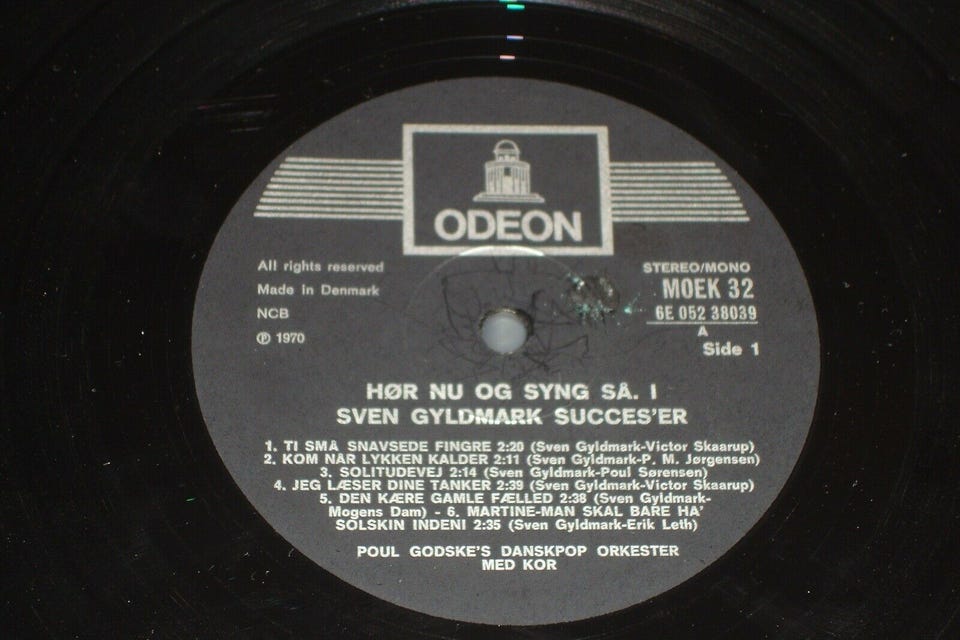 ODEON
All rights reserved
Made in Denmark
NCB
℗ 1970
STEREO/MONO
MOEK 32
6E 052 38039
A
Side 1
HØR NU OG SYNG SÅ. I
SVEN GYLDMARK SUCCES'ER
1. TI SMÅ SNAVSEDE FINGRE 2:20 (Sven Gyldmark-Victor Skaarup)
2. KOM NAR LYKKEN KALDER 2:11 (Sven Gyldmark-P. M. Jørgensen)
3. SOLITUDEVEJ 2:14 (Sven Gyldmark-Poul Sørensen)
4. JEG LÆSER DINE TANKER 2:39 (Sven Gyldmark-Victor Skaarup)
5. DEN KÆRE GAMLE FÆLLED 2:38 (Sven Gyldmark-
Mogens Dam) - 6. MARTINE-MAN SKAL BARE HA'
SOLSKIN INDENI 2:35 (Sven Gyldmark-Erik Leth)
POUL GODSKE'S DANSKPOP ORKESTER
MED KOR